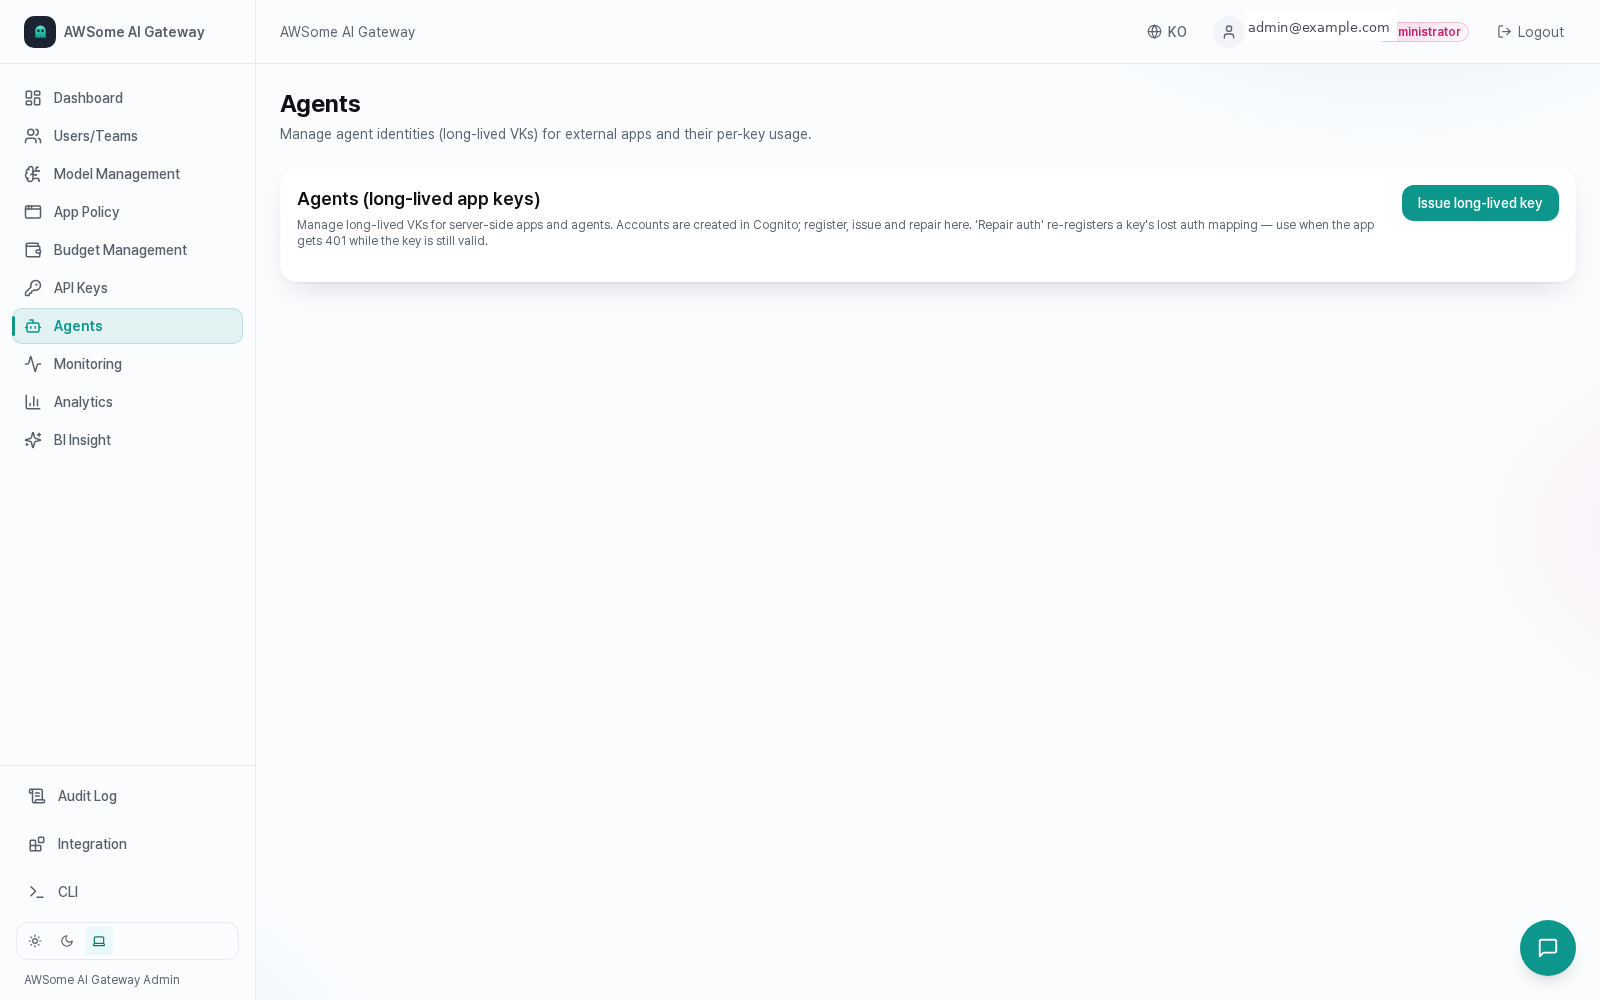 AWSome AI Gateway
AWSome AI Gateway
KO
admin@example.com
ministrator
Logout
Dashboard
Users/Teams
Model Management
App Policy
Budget Management
API Keys
Agents
Monitoring
Analytics
BI Insight
Agents
Manage agent identities (long-lived VKs) for external apps and their per-key usage.
Agents (long-lived app keys)
Manage long-lived VKs for server-side apps and agents. Accounts are created in Cognito; register, issue and repair here. 'Repair auth' re-registers a key's lost auth mapping — use when the app
gets 401 while the key is still valid.
Issue long-lived key
Audit Log
Integration
CLI
AWSome AI Gateway Admin